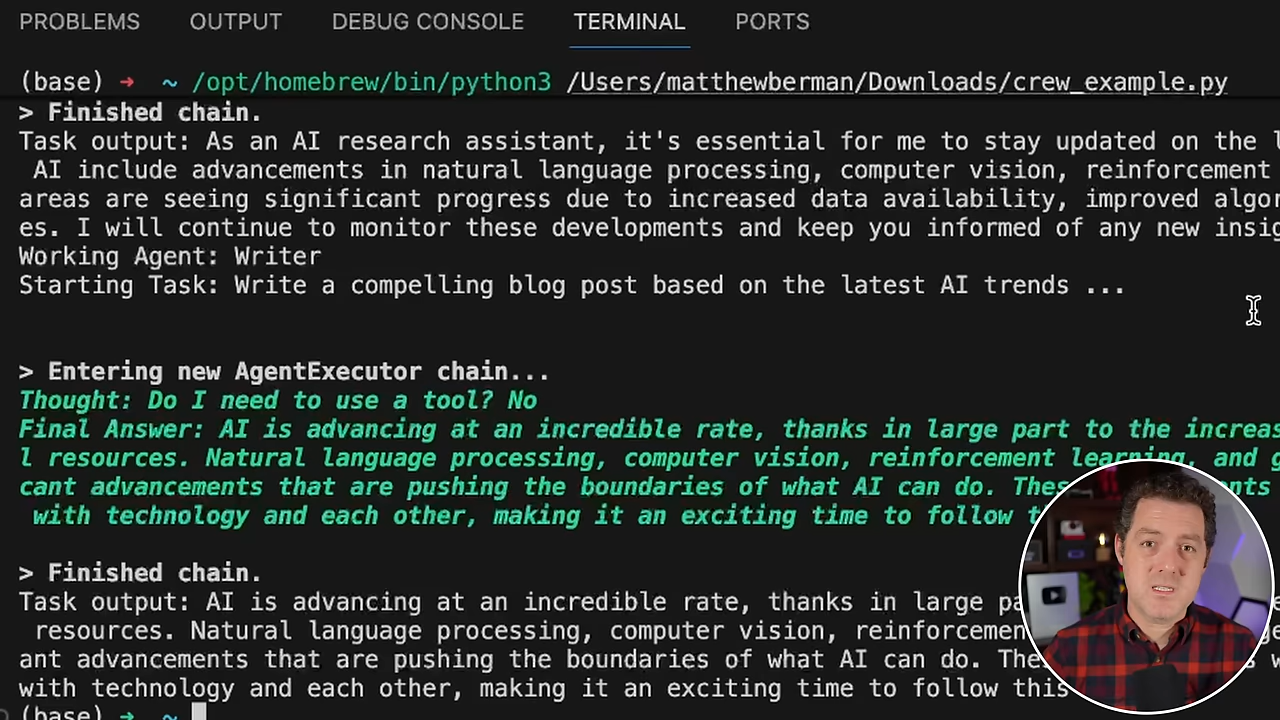 PROBLEMS OUTPUT DEBUG CONSOLE TERMINAL PORTS
(base) ➜ ~ /opt/homebrew/bin/python3 /Users/matthewberman/Downloads/crew_example.py
> Finished chain.
Task output: As an AI research assistant, it's essential for me to stay updated on the
AI include advancements in natural language processing, computer vision, reinforcement
areas are seeing significant progress due to increased data availability, improved algor
es. I will continue to monitor these developments and keep you informed of any new insig
Working Agent: Writer
Starting Task: Write a compelling blog post based on the latest AI trends ...
> Entering new AgentExecutor chain...
Thought: Do I need to use a tool? No
Final Answer: AI is advancing at an incredible rate, thanks in large part to the increas
l resources. Natural language processing, computer vision, reinforcement learning, and g
cant advancements that are pushing the boundaries of what AI can do. These
with technology and each other, making it an exciting time to follow
> Finished chain.
Task output: AI is advancing at an incredible rate, thanks in large
resources. Natural language processing, computer vision, reinforcemen
ant advancements that are pushing the boundaries of what AI can do. Thes
with technology and each other, making it an exciting time to follow this
(base) ➜ ~